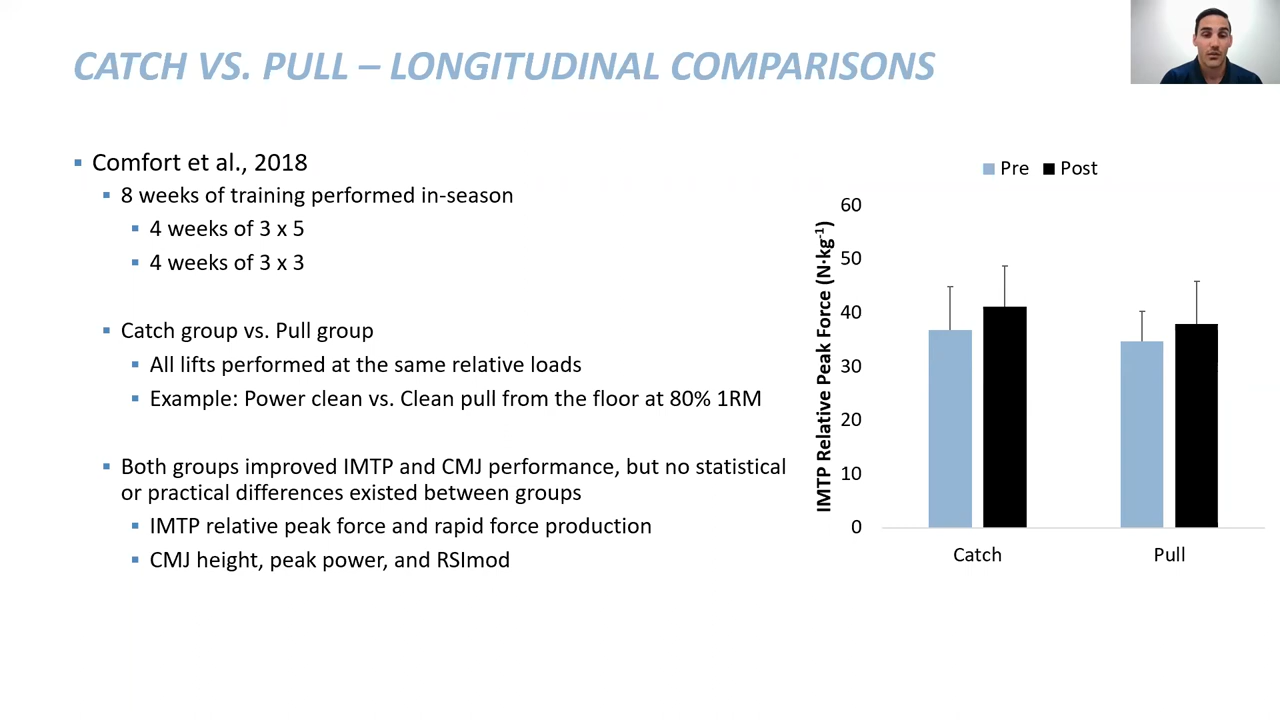 CATCH VS. PULL – LONGITUDINAL COMPARISONS
▪ Comfort et al., 2018
▪ 8 weeks of training performed in-season
▪ 4 weeks of 3 x 5
▪ 4 weeks of 3 x 3
▪ Catch group vs. Pull group
▪ All lifts performed at the same relative loads
▪ Example: Power clean vs. Clean pull from the floor at 80% 1RM
▪ Both groups improved IMTP and CMJ performance, but no statistical
or practical differences existed between groups
▪ IMTP relative peak force and rapid force production
▪ CMJ height, peak power, and RSImod
Pre Post
IMTP Relative Peak Force (N·kg⁻¹)
60
50
40
30
20
10
0
Catch Pull